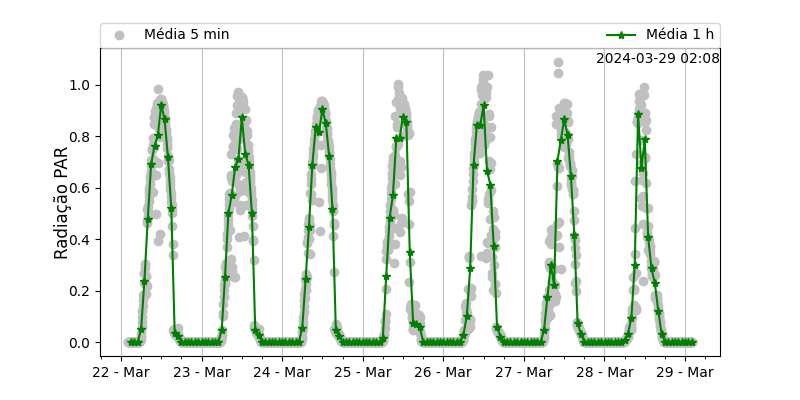 Média 5 min
Média 1 h
2024-03-29 02:08
Radiação PAR
1.0
0.8
0.6
0.4
0.2
0.0
22 - Mar
23 - Mar
24 - Mar
25 - Mar
26 - Mar
27 - Mar
28 - Mar
29 - Mar